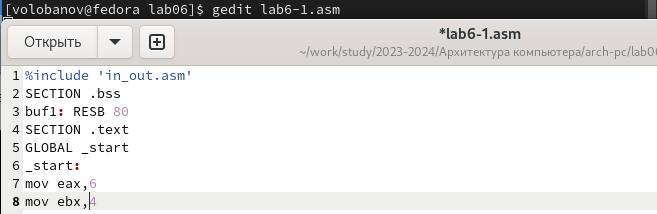 [volobanov@fedora lab06]$ gedit lab6-1.asm
Открыть
*lab6-1.asm
~/work/study/2023-2024/Архитектура компьютера/arch-pc/lab0
1 %include 'in_out.asm'
2 SECTION .bss
3 buf1: RESB 80
4 SECTION .text
5 GLOBAL _start
6 _start:
7 mov eax,6
8 mov ebx,4